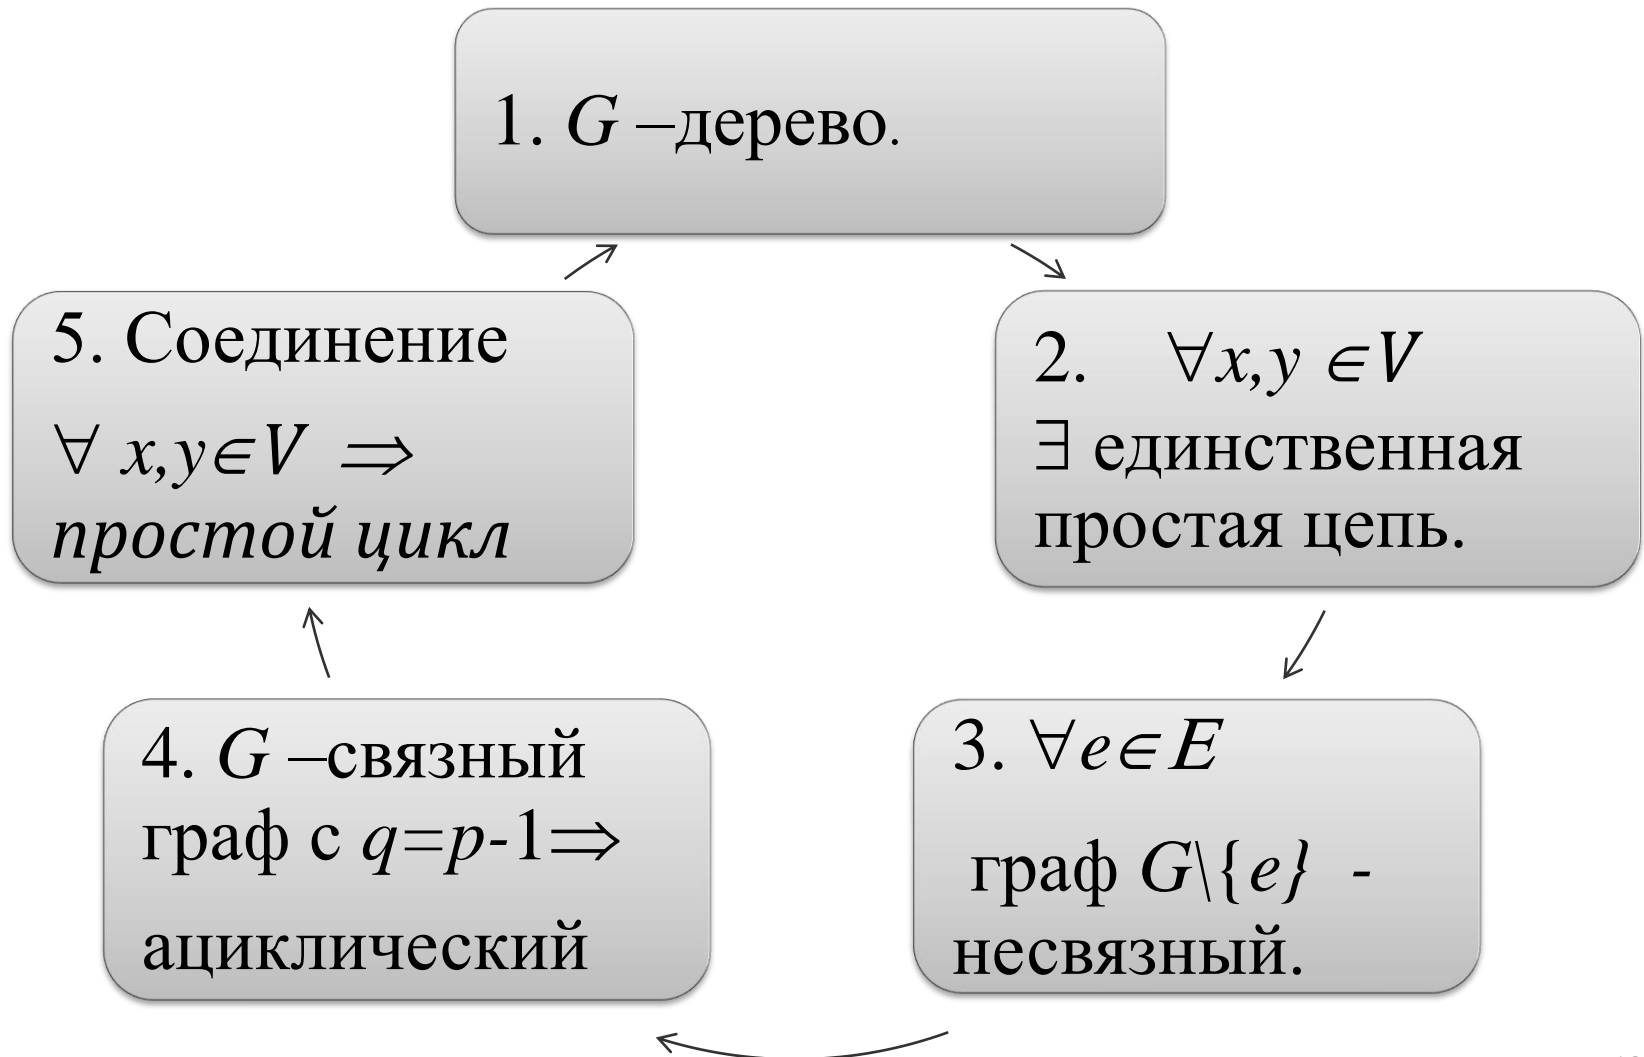 1. G –дерево.
2. ∀x,y ∈V
∃ единственная
простая цепь.
3. ∀e∈E
граф G\{e} -
несвязный.
4. G –связный
граф с q=p-1⇒
ациклический
5. Соединение
∀ x,y∈V ⇒
простой цикл